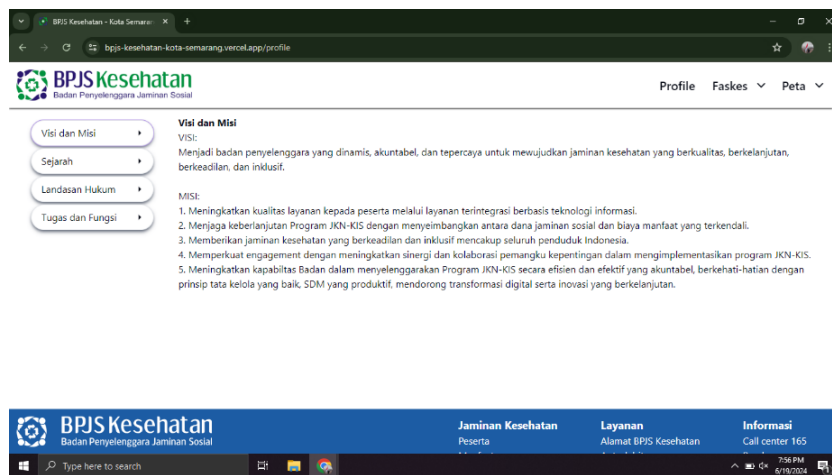 BPJS Kesehatan - Kota Semaran
bpjs-kesehatan-kota-semarang.vercel.app/profile
BPJS Kesehatan
Badan Penyelenggara Jaminan Sosial
Profile Faskes Peta
Visi dan Misi
Sejarah
Landasan Hukum
Tugas dan Fungsi
Visi dan Misi
VISI:
Menjadi badan penyelenggara yang dinamis, akuntabel, dan tepercaya untuk mewujudkan jaminan kesehatan yang berkualitas, berkelanjutan,
berkeadilan, dan inklusif.
MISI:
1. Meningkatkan kualitas layanan kepada peserta melalui layanan terintegrasi berbasis teknologi informasi.
2. Menjaga keberlanjutan Program JKN-KIS dengan menyeimbangkan antara dana jaminan sosial dan biaya manfaat yang terkendali.
3. Memberikan jaminan kesehatan yang berkeadilan dan inklusif mencakup seluruh penduduk Indonesia.
4. Memperkuat engagement dengan meningkatkan sinergi dan kolaborasi pemangku kepentingan dalam mengimplementasikan program JKN-KIS.
5. Meningkatkan kapabiltas Badan dalam menyelenggarakan Program JKN-KIS secara efisien dan efektif yang akuntabel, berkehati-hatian dengan
prinsip tata kelola yang baik, SDM yang produktif, mendorong transformasi digital serta inovasi yang berkelanjutan.
BPJS Kesehatan
Badan Penyelenggara Jaminan Sosial
Jaminan Kesehatan
Peserta
Layanan
Alamat BPJS Kesehatan
Informasi
Call center 165
Type here to search
7:56 PM
6/19/2024